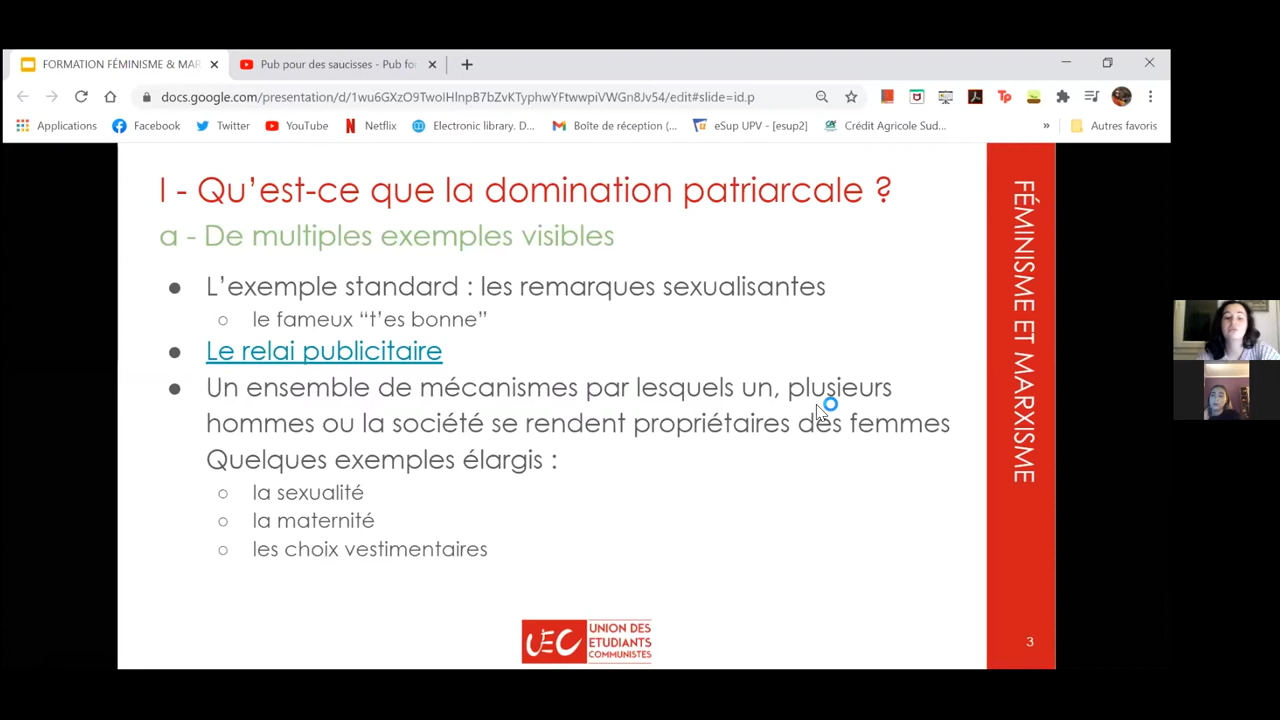 FORMATION FÉMINISME & MAR
Pub pour des saucisses - Pub fo
docs.google.com/presentation/d/1wu6GXzO9TwoIHlnpB7bZvKTyphwYFtwwpiVWGn8Jv54/edit#slide=id.p
Applications
Facebook
Twitter
YouTube
Netflix
Electronic library. D...
Boîte de réception (...
eSup UPV - [esup2]
Crédit Agricole Sud...
»
Autres favoris
I - Qu’est-ce que la domination patriarcale ?
a - De multiples exemples visibles
● L’exemple standard : les remarques sexualisantes
○ le fameux “t’es bonne”
● Le relai publicitaire
● Un ensemble de mécanismes par lesquels un, plusieurs
hommes ou la société se rendent propriétaires des femmes
Quelques exemples élargis :
○ la sexualité
○ la maternité
○ les choix vestimentaires
FÉMINISME ET MARXISME
UEC
UNION DES
ETUDIANTS
COMMUNISTES
3